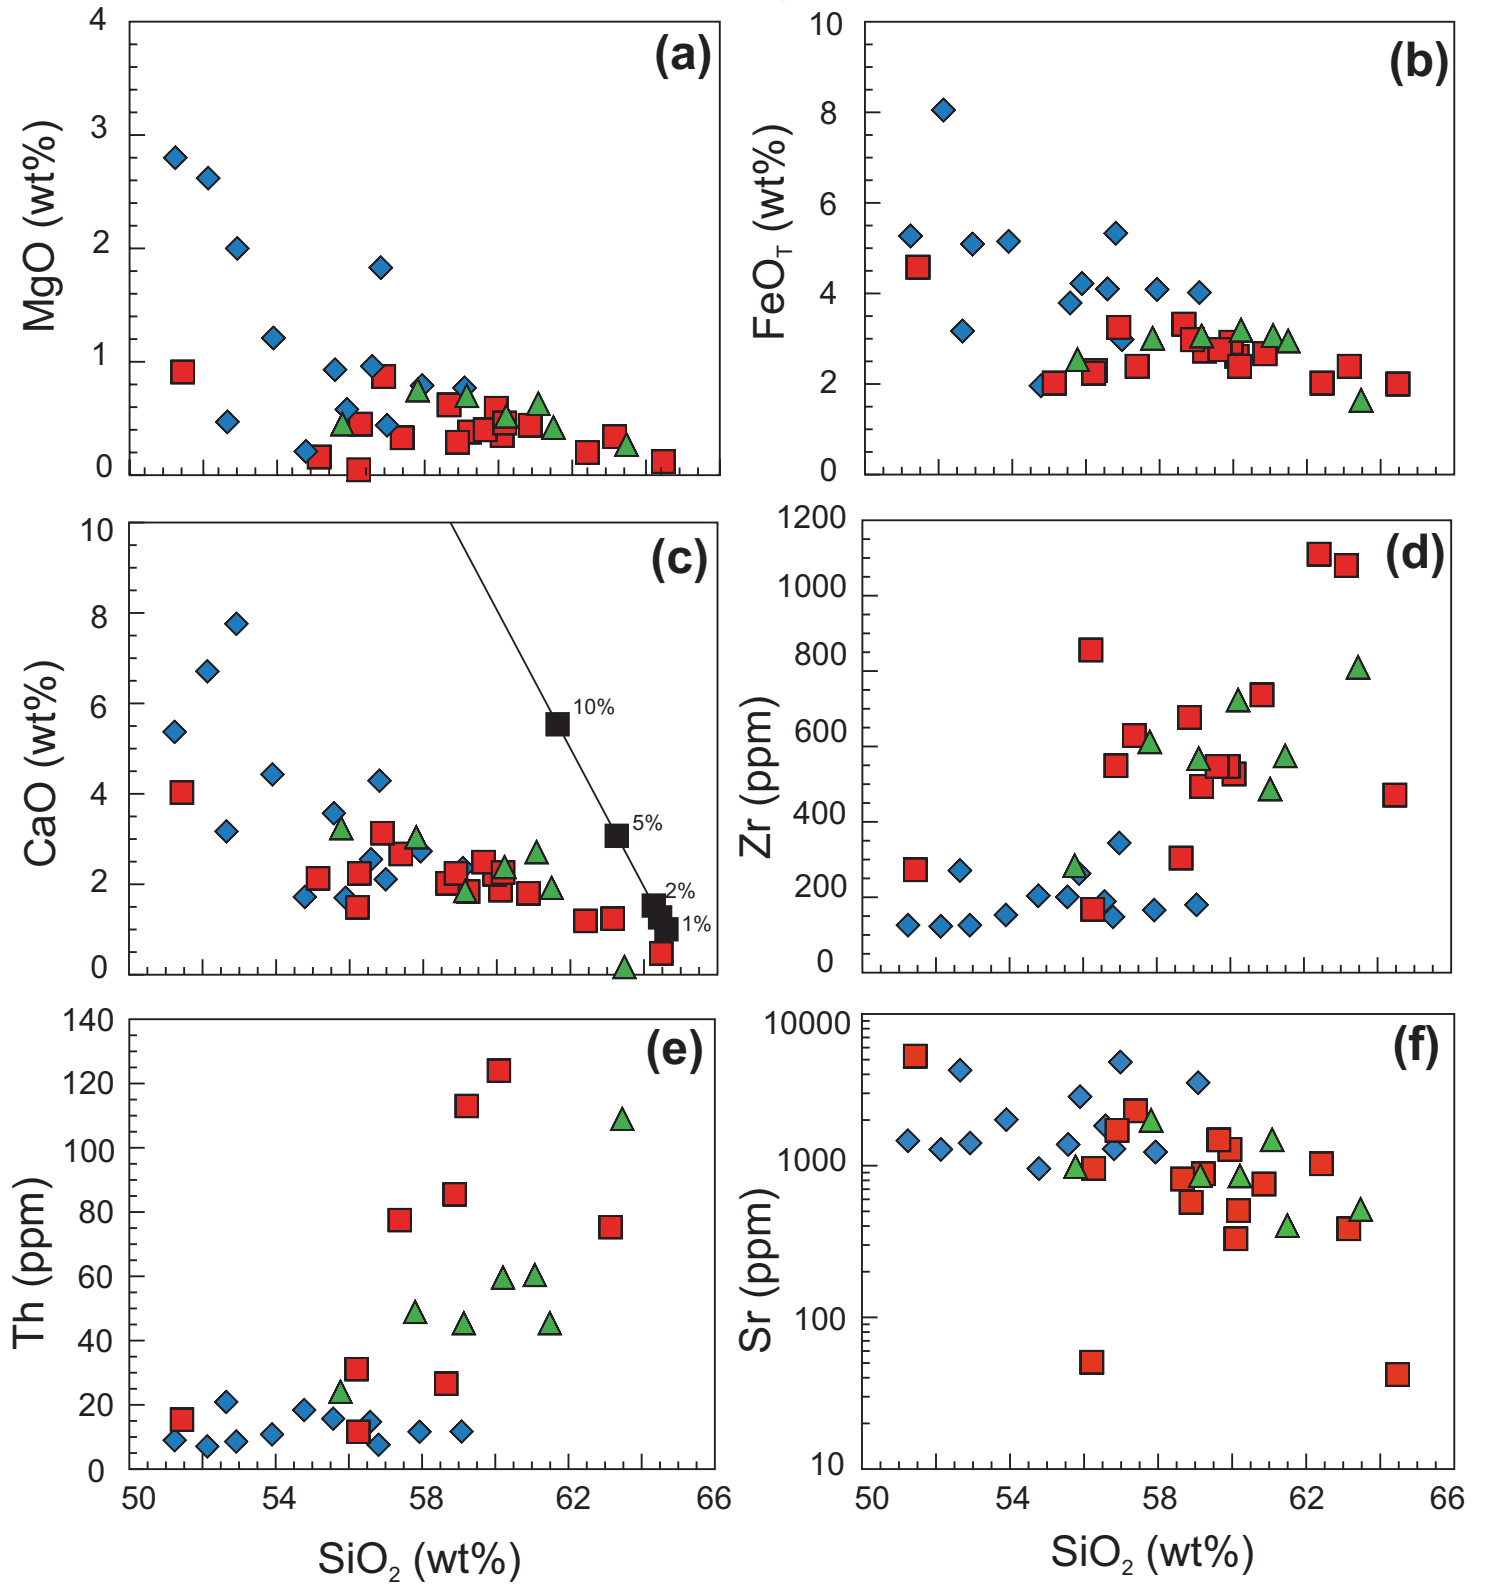 4
3
2
1
0
MgO (wt%)
(a)
10
8
6
4
2
0
FeOT (wt%)
(b)
10
8
6
4
2
0
CaO (wt%)
(c)
10%
5%
2%
1%
1200
1000
800
600
400
200
0
Zr (ppm)
(d)
140
120
100
80
60
40
20
0
Th (ppm)
(e)
50 54 58 62 66
SiO2 (wt%)
10000
1000
100
10
Sr (ppm)
(f)
50 54 58 62 66
SiO2 (wt%)